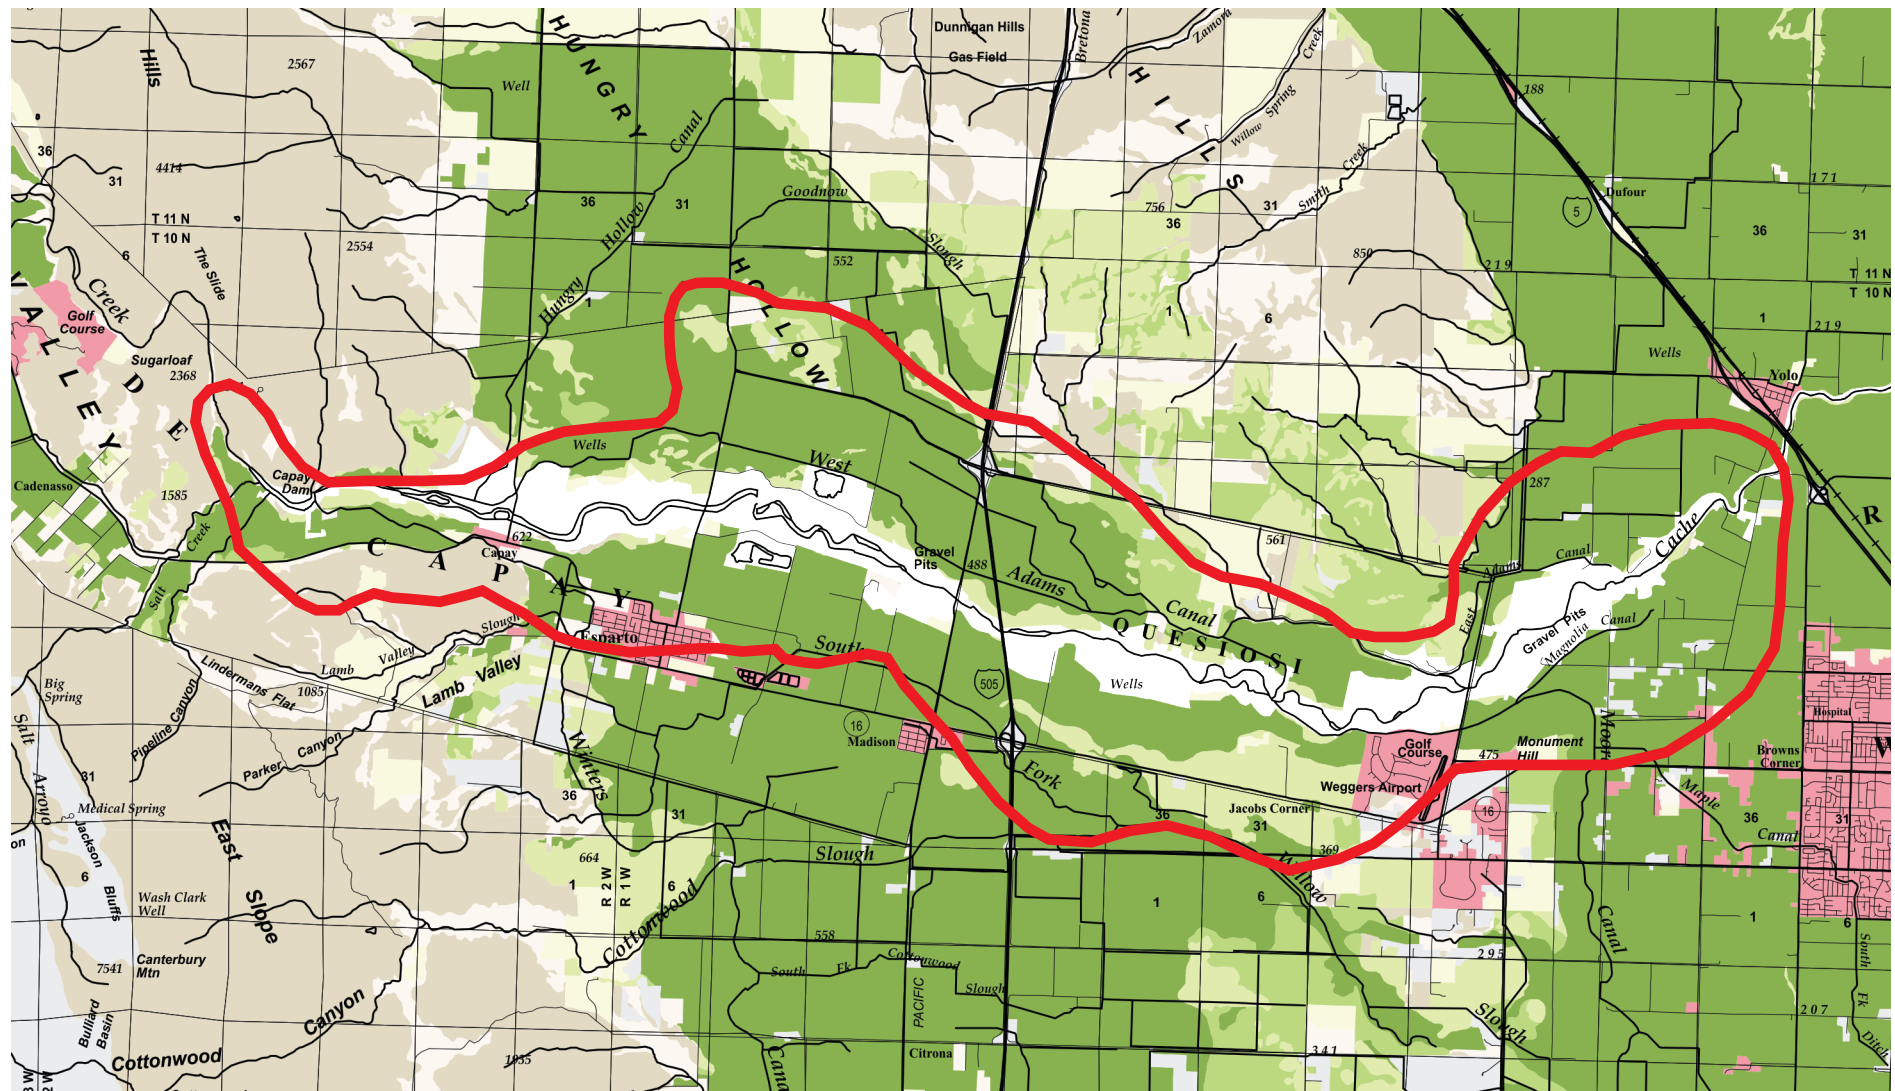 Hills
2567
Well
HUNGRY
Canal
Dunnigan Hills
Gas Field
Bretona
Zamora
Creek
HILLS
Willow Spring
188
36
31
4414
T 11 N
T 10 N
6
The Slide
2554
36
31
Hungry
Hollow
1
Goodnow
Slough
552
HOLLOW
756
36
31
Smith
Creek
850
1
6
219
5
Dufour
171
36
31
T 11 N
T 10 N
1
219
Wells
Yolo
VALLEY
Creek
Golf
Course
Sugarloaf
2368
D
E
1585
Cadenasso
Creek
Salt
Capay
Dam
Wells
West
CAPAY
622
Capay
Esparto
Slough
Gravel
Pits
488
Adams
Canal
QUESIOSI
561
287
Adams
East
Canal
Cache
Gravel Pits
Magnolia
Canal
R
South
Wells
505
16
Madison
Fork
Lamb
Valley
Lamb Valley
Lindermans Flat
1085
Big
Spring
Salt
Arroyo
Pipeline Canyon
Parker
Canyon
Winters
36
31
31
Medical Spring
Jackson
Bluffs
on
6
East
Slope
Wash Clark
Well
7541
Canterbury
Mtn
Bulliard
Basin
Cottonwood
Canyon
1835
664
1
R 2 W
R 1 W
6
Cottonwood
Slough
558
South
Fk
Cottonwood
Slough
PACIFIC
Citrona
Jacobs Corner
36
31
369
Willow
1
6
Golf
Course
Weggers Airport
475
Monument
Hill
16
Moor
Canal
Maple
Canal
Hospital
Browns
Corner
W
36
31
1
6
295
Slough
341
207
South
Fk
Ditch